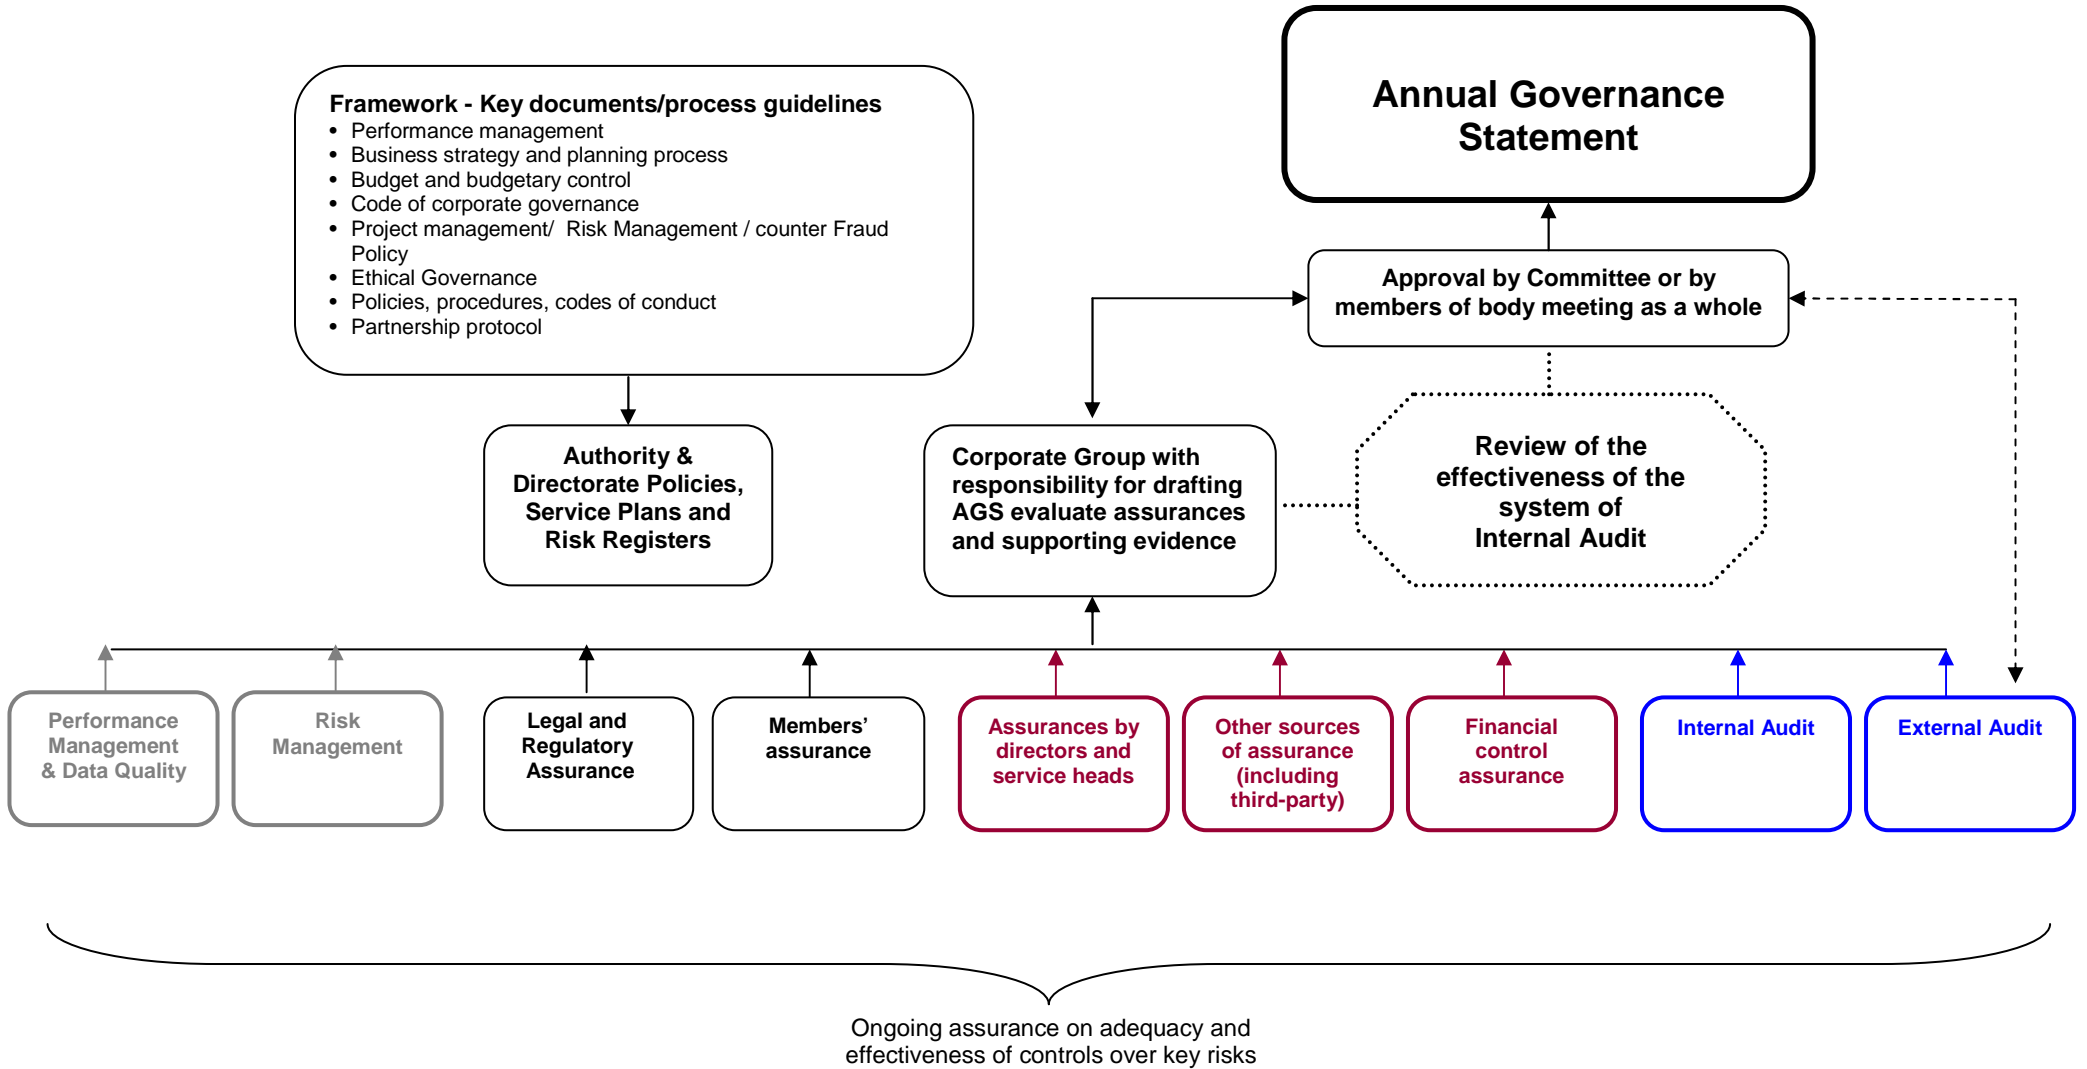 Annual Governance
Statement
Framework - Key documents/process guidelines
• Performance management
• Business strategy and planning process
• Budget and budgetary control
• Code of corporate governance
• Project management/ Risk Management / counter Fraud
Policy
• Ethical Governance
• Policies, procedures, codes of conduct
• Partnership protocol
Approval by Committee or by
members of body meeting as a whole
Authority &
Directorate Policies,
Service Plans and
Risk Registers
Corporate Group with
responsibility for drafting
AGS evaluate assurances
and supporting evidence
Review of the
effectiveness of the
system of
Internal Audit
Performance
Management
& Data Quality
Risk
Management
Legal and
Regulatory
Assurance
Members’
assurance
Assurances by
directors and
service heads
Other sources
of assurance
(including
third-party)
Financial
control
assurance
Internal Audit
External Audit
Ongoing assurance on adequacy and
effectiveness of controls over key risks